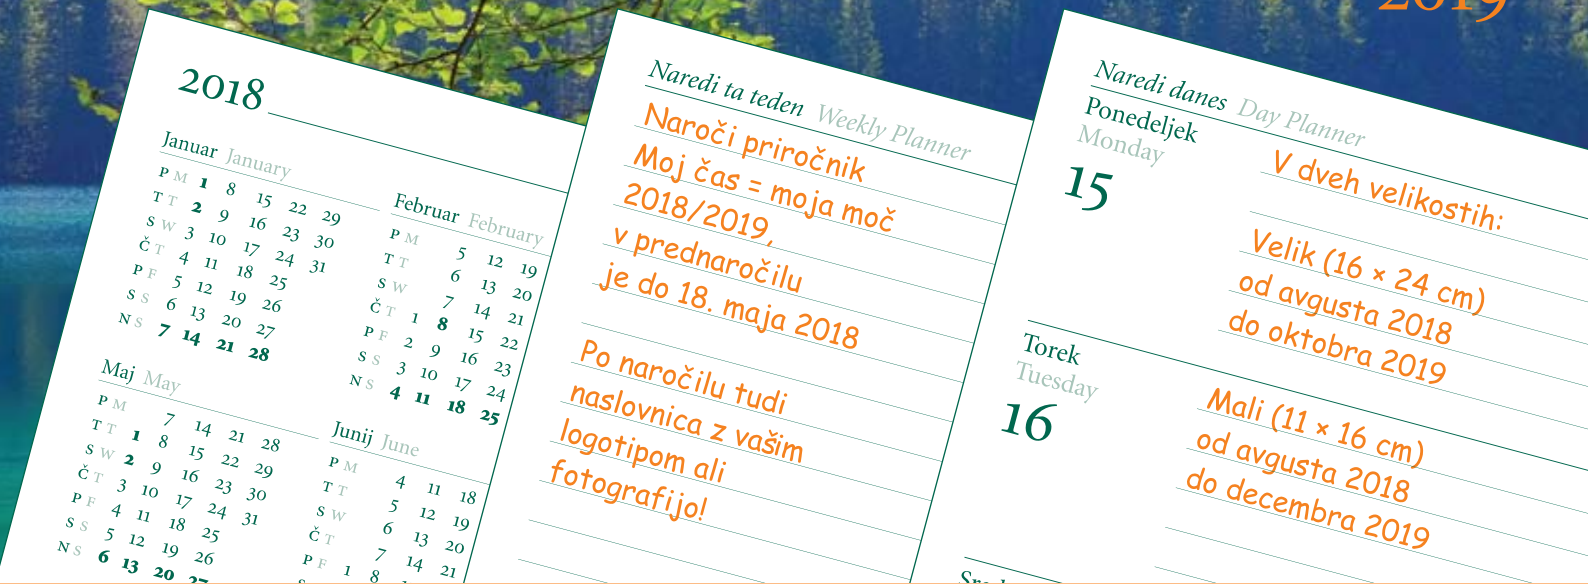 2019
2018
Januar January
P M 1 8 15 22 29
T T 2 9 16 23 30
S W 3 10 17 24 31
Č T 4 11 18 25
P F 5 12 19 26
S S 6 13 20 27
N S 7 14 21 28
Februar February
P M 5 12 19
T T 6 13 20
S W 7 14 21
Č T 1 8 15 22
P F 2 9 16 23
S S 3 10 17 24
N S 4 11 18 25
Maj May
P M 7 14 21 28
T T 1 8 15 22 29
S W 2 9 16 23 30
Č T 3 10 17 24 31
P F 4 11 18 25
S S 5 12 19 26
N S 6 13 20 27
Junij June
P M 4 11 18
T T 5 12 19
S W 6 13 20
Č T 7 14 21
P F 1 8
Naredi ta teden Weekly Planner
Naroči priročnik
Moj čas = moja moč
2018/2019,
v prednaročilu
je do 18. maja 2018
Po naročilu tudi
naslovnica z vašim
logotipom ali
fotografijo!
Naredi danes Day Planner
Ponedeljek
Monday
15
V dveh velikostih:
Velik (16 × 24 cm)
od avgusta 2018
do oktobra 2019
Torek
Tuesday
16
Mali (11 × 16 cm)
od avgusta 2018
do decembra 2019